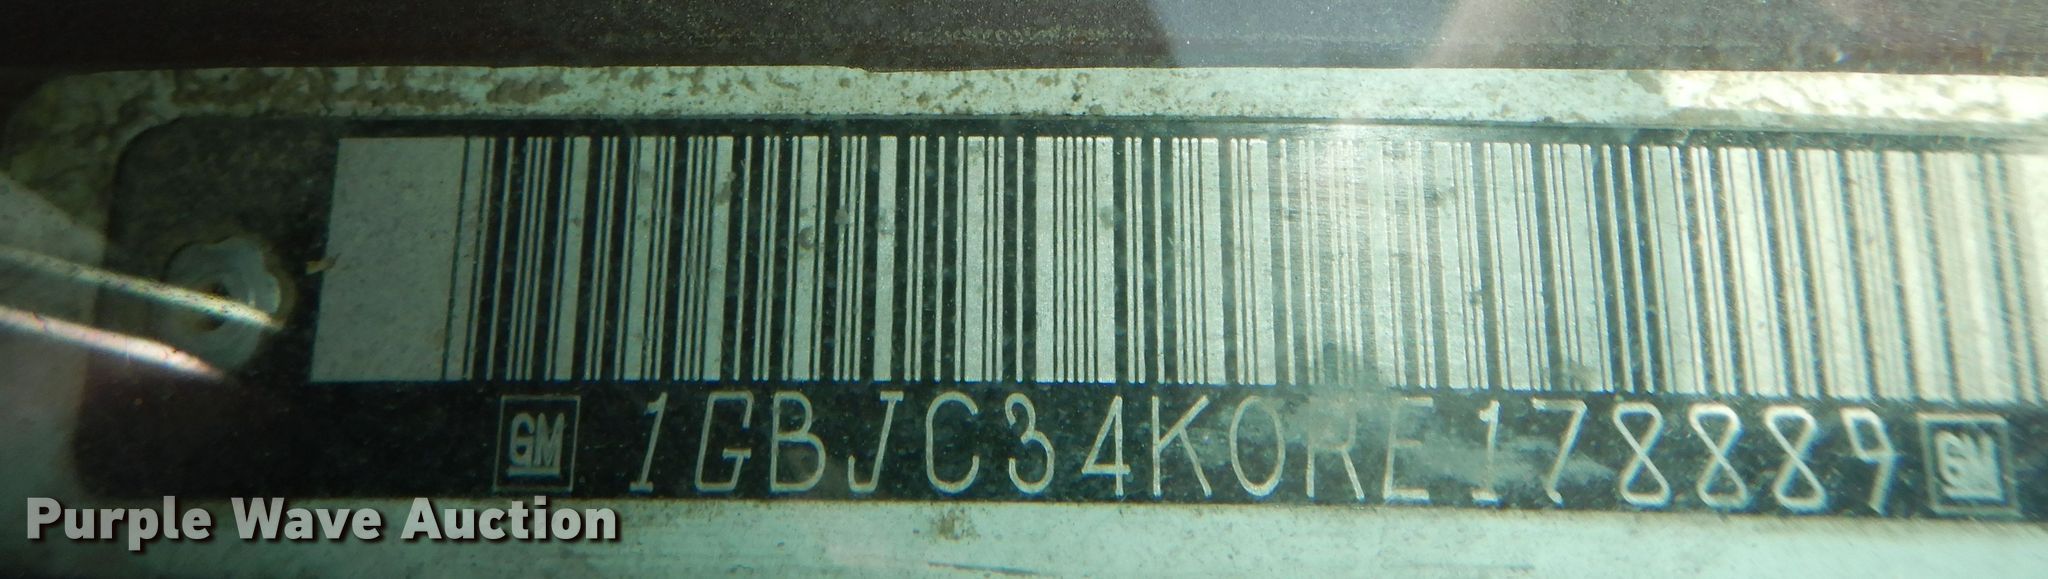 GM 1GBJC34K0RE178889 GM
Purple Wave Auction